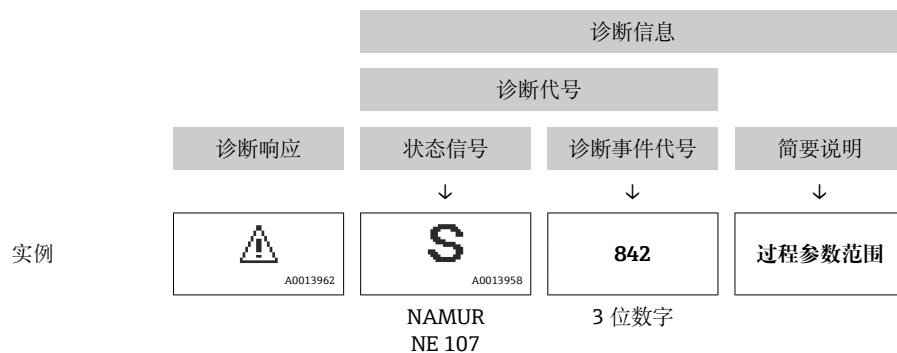 诊断信息
诊断代号
诊断响应 状态信号 诊断事件代号 简要说明
↓ ↓ ↓
实例 ⚠ S 842 过程参数范围
A0013962 A0013958
NAMUR 3 位数字
NE 107